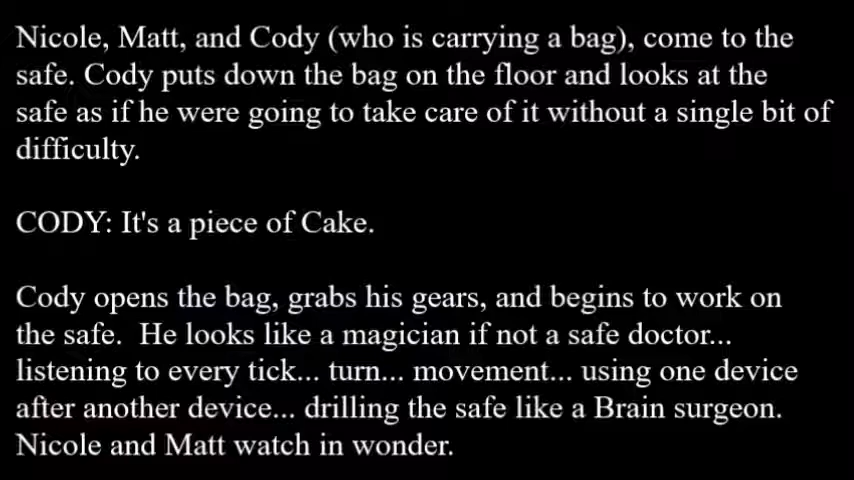 Nicole, Matt, and Cody (who is carrying a bag), come to the
safe. Cody puts down the bag on the floor and looks at the
safe as if he were going to take care of it without a single bit of
difficulty.
CODY: It's a piece of Cake.
Cody opens the bag, grabs his gears, and begins to work on
the safe.  He looks like a magician if not a safe doctor...
listening to every tick... turn... movement... using one device
after another device... drilling the safe like a Brain surgeon.
Nicole and Matt watch in wonder.